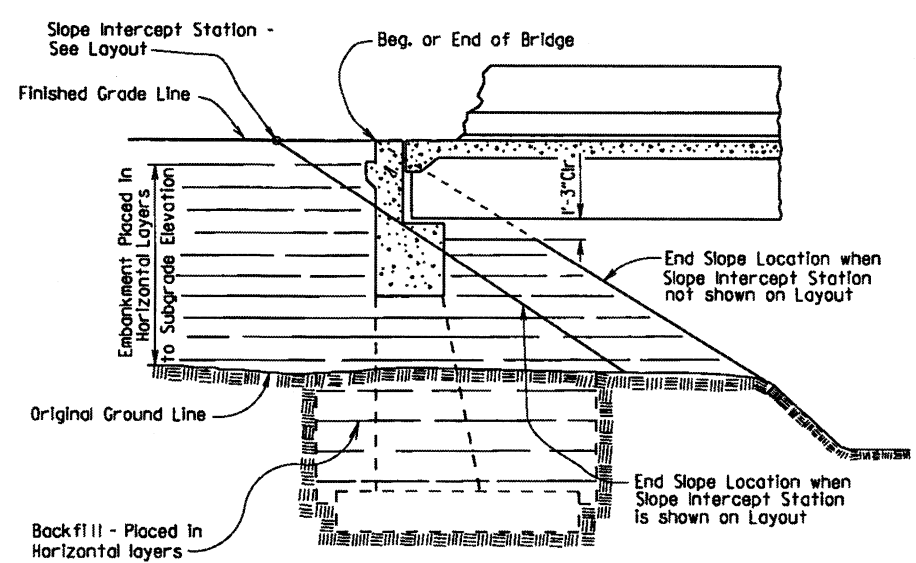 Slope Intercept Station -
See Layout
Beg. or End of Bridge
Finished Grade Line
Embankment Placed in
Horizontal Layers
to Subgrade Elevation
1'-3"Clr.
End Slope Location when
Slope Intercept Station
not shown on Layout
Original Ground Line
End Slope Location when
Slope Intercept Station
is shown on Layout
Backfill - Placed in
Horizontal layers